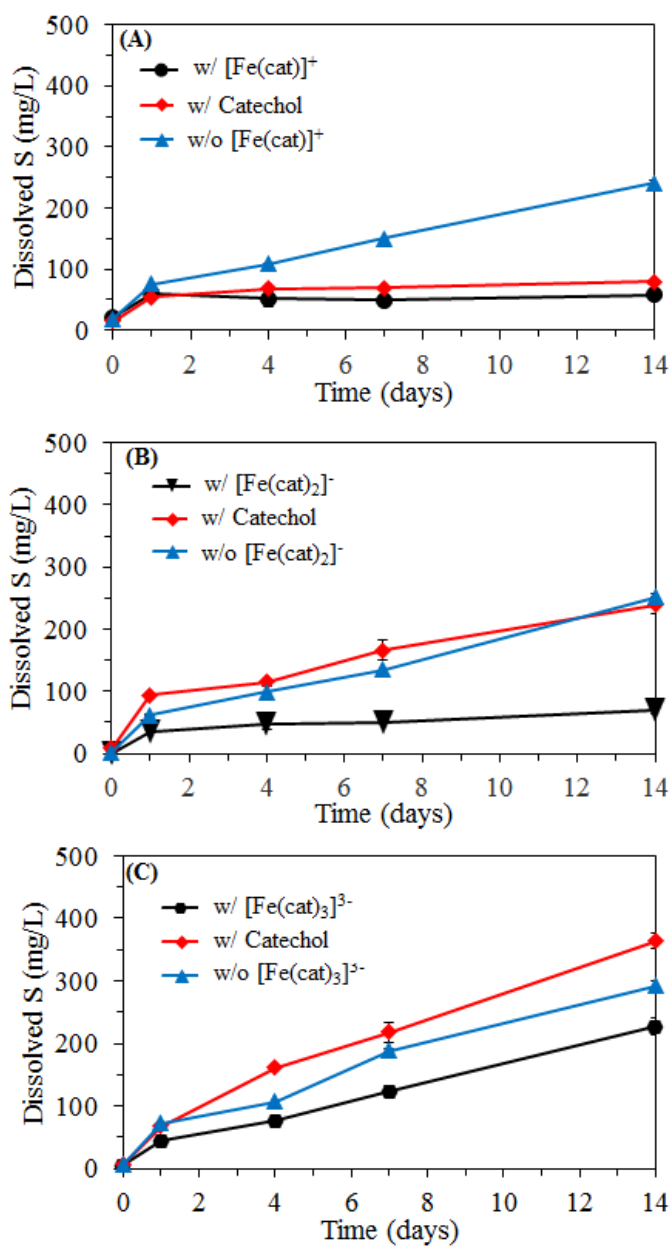 (A)
w/ [Fe(cat)]⁺
w/ Catechol
w/o [Fe(cat)]⁺
Dissolved S (mg/L)
500
400
300
200
100
0
0 2 4 6 8 10 12 14
Time (days)
(B)
w/ [Fe(cat)₂]⁻
w/ Catechol
w/o [Fe(cat)₂]⁻
Dissolved S (mg/L)
500
400
300
200
100
0
0 2 4 6 8 10 12 14
Time (days)
(C)
w/ [Fe(cat)₃]³⁻
w/ Catechol
w/o [Fe(cat)₃]³⁻
Dissolved S (mg/L)
500
400
300
200
100
0
0 2 4 6 8 10 12 14
Time (days)